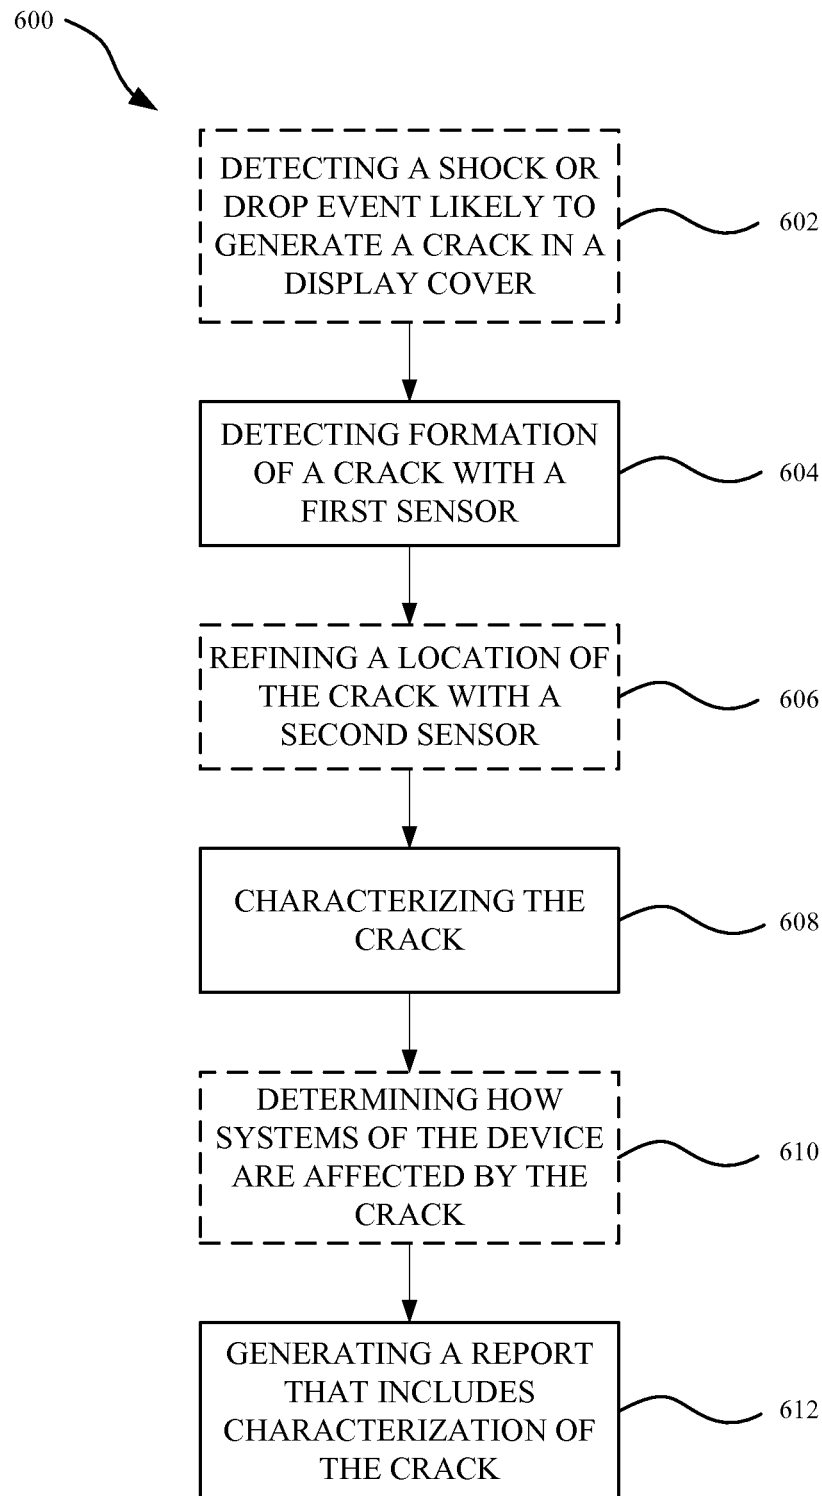 600
DETECTING A SHOCK OR
DROP EVENT LIKELY TO
GENERATE A CRACK IN A
DISPLAY COVER
602
DETECTING FORMATION
OF A CRACK WITH A
FIRST SENSOR
604
REFINING A LOCATION OF
THE CRACK WITH A
SECOND SENSOR
606
CHARACTERIZING THE
CRACK
608
DETERMINING HOW
SYSTEMS OF THE DEVICE
ARE AFFECTED BY THE
CRACK
610
GENERATING A REPORT
THAT INCLUDES
CHARACTERIZATION OF
THE CRACK
612